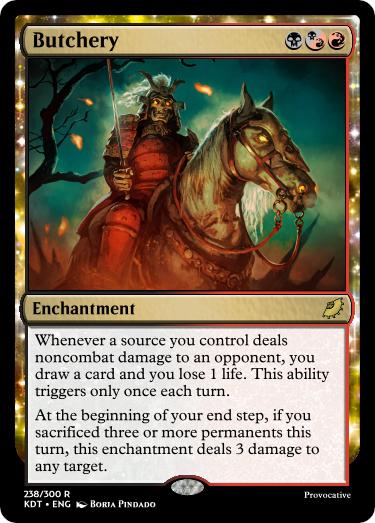 Butchery
Enchantment
Whenever a source you control deals
noncombat damage to an opponent, you
draw a card and you lose 1 life. This ability
triggers only once each turn.
At the beginning of your end step, if you
sacrificed three or more permanents this
turn, this enchantment deals 3 damage to
any target.
238/300 R
KDT • ENG Borja Pindado
Provocative